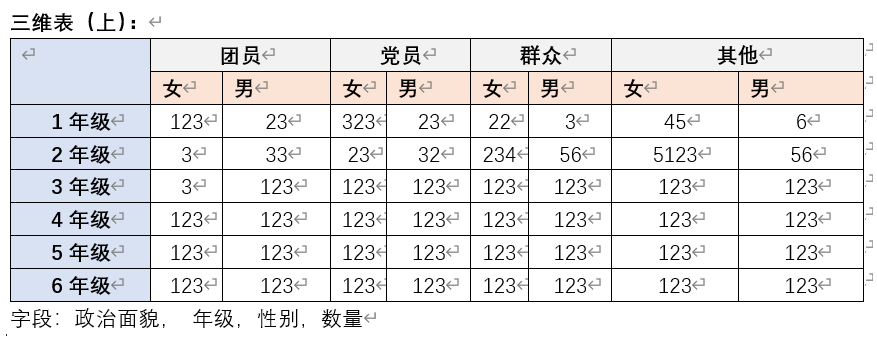 三维表（上）：
团员 党员 群众 其他
女 男 女 男 女 男 女 男
1 年级 123 23 323 23 22 3 45 6
2 年级 3 33 23 32 234 56 5123 56
3 年级 3 123 123 123 123 123 123 123
4 年级 123 123 123 123 123 123 123 123
5 年级 123 123 123 123 123 123 123 123
6 年级 123 123 123 123 123 123 123 123
字段：政治面貌， 年级，性别，数量